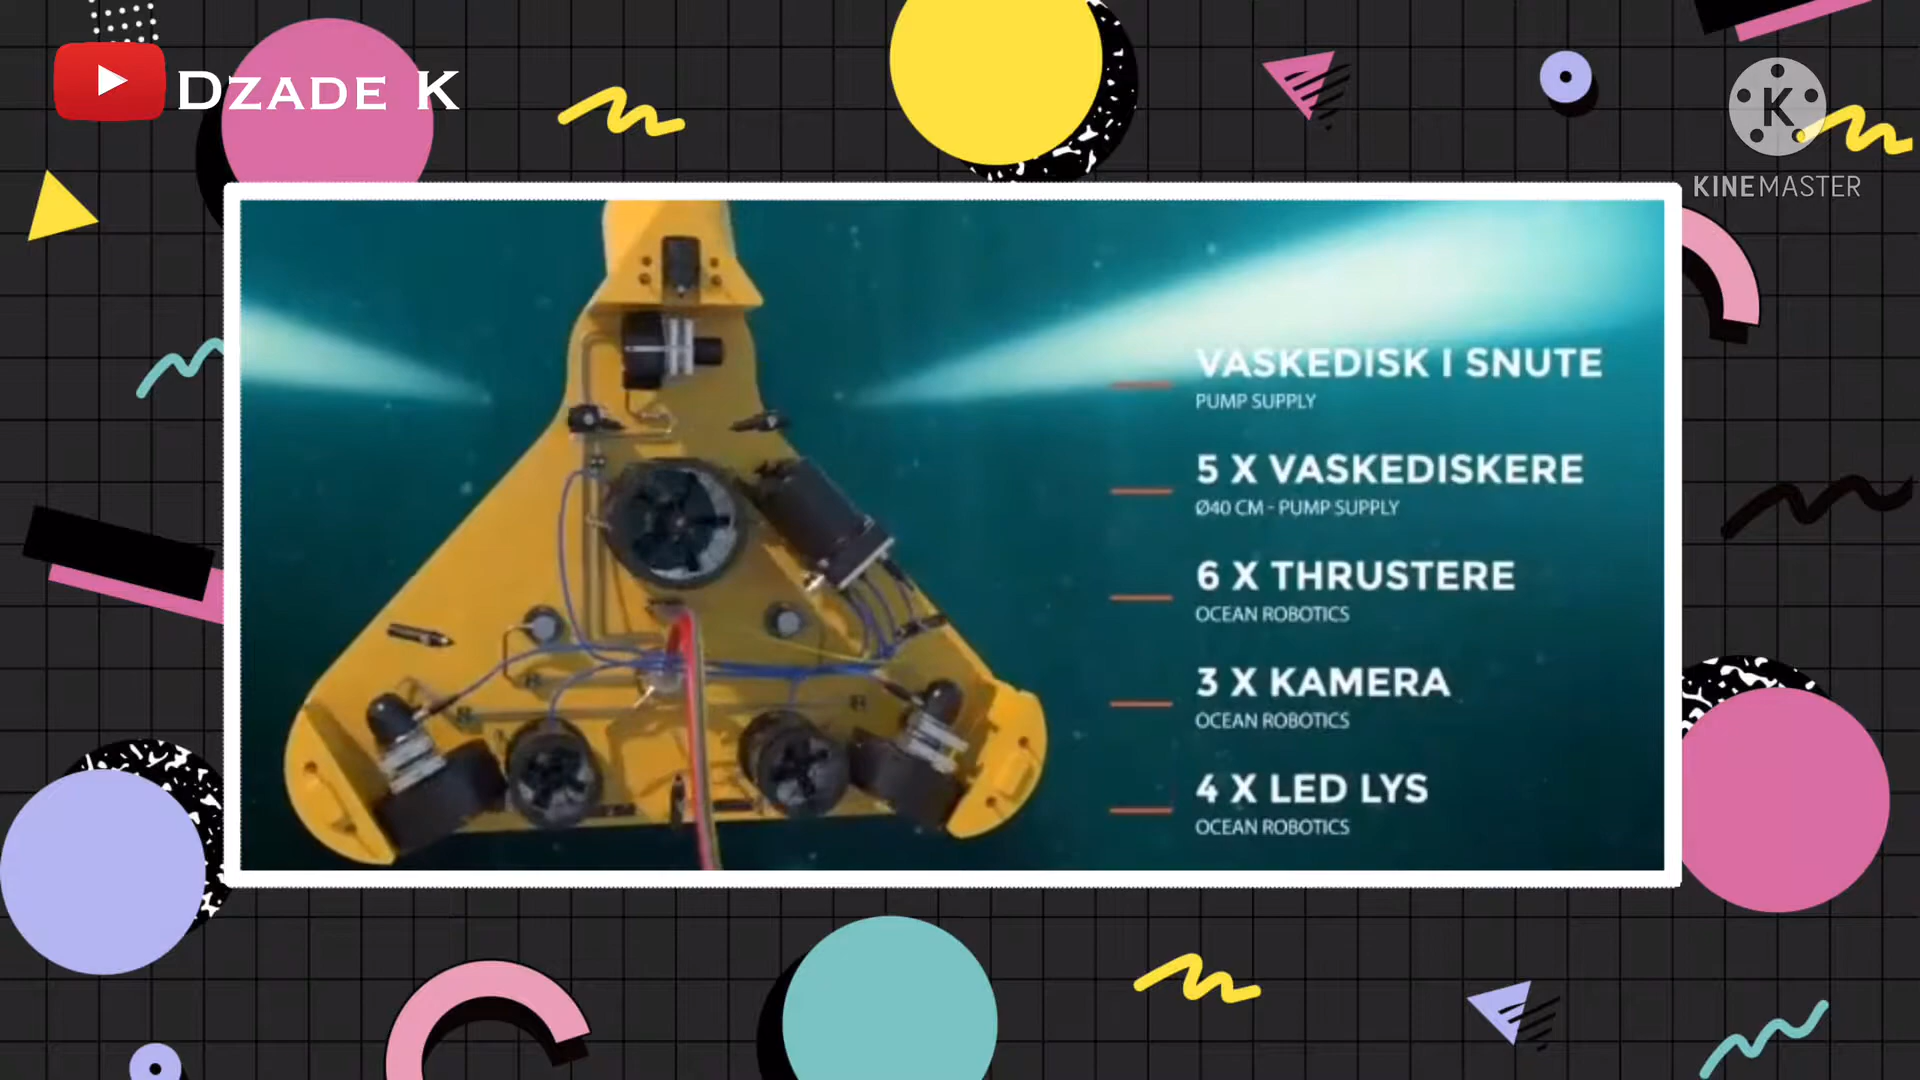 DZADE K
K
KINEMASTER
VASKEDISK I SNUTE
PUMP SUPPLY
5 X VASKEDISKERE
Ø40 CM - PUMP SUPPLY
6 X THRUSTERE
OCEAN ROBOTICS
3 X KAMERA
OCEAN ROBOTICS
4 X LED LYS
OCEAN ROBOTICS